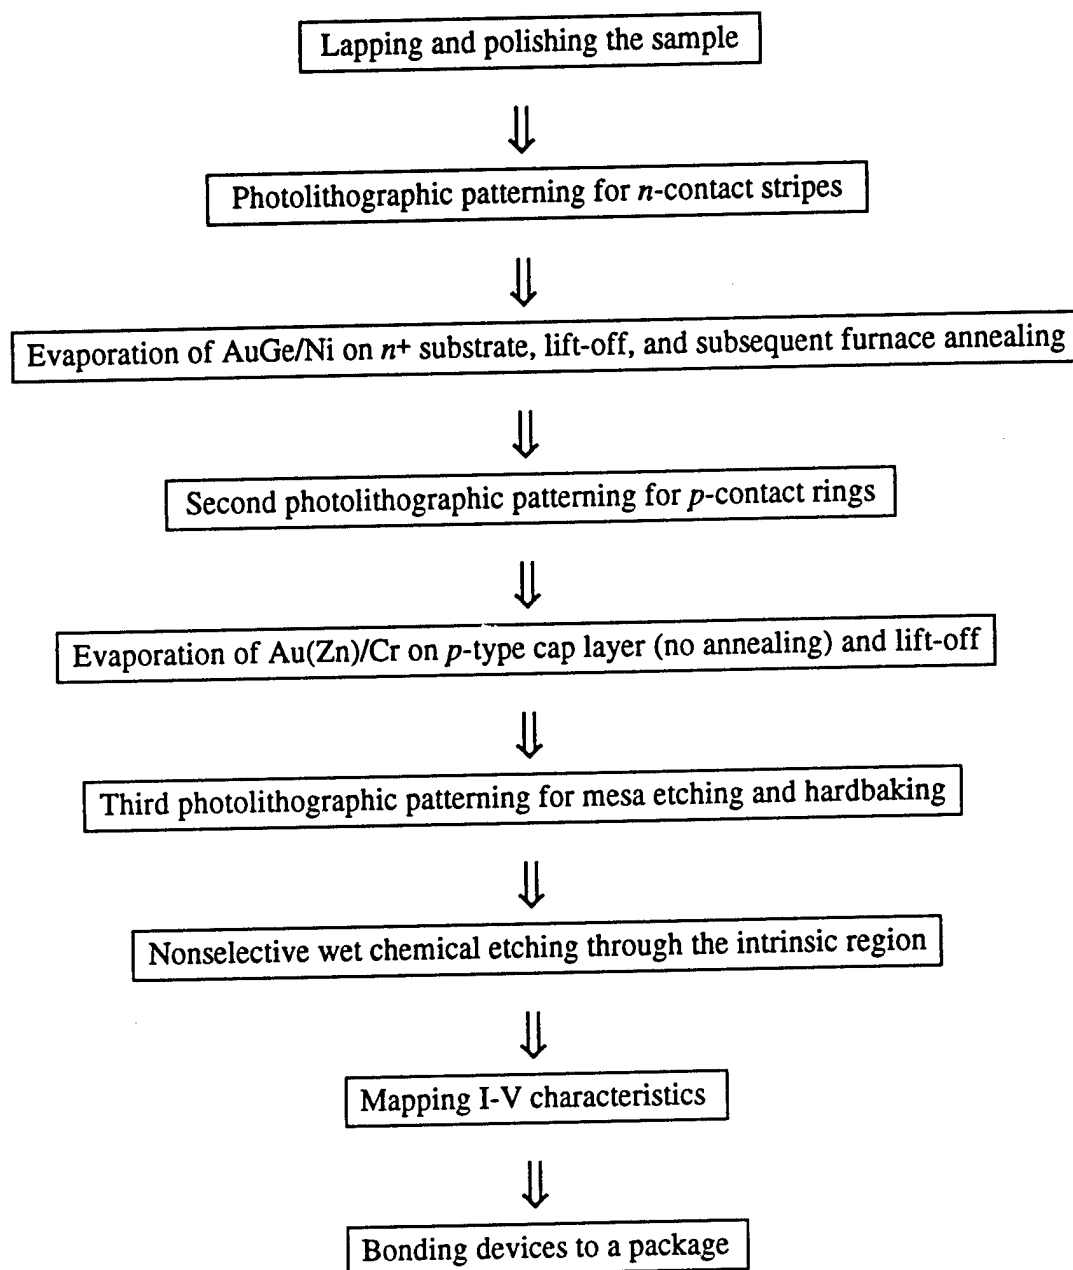 Lapping and polishing the sample
Photolithographic patterning for n-contact stripes
Evaporation of AuGe/Ni on n+ substrate, lift-off, and subsequent furnace annealing
Second photolithographic patterning for p-contact rings
Evaporation of Au(Zn)/Cr on p-type cap layer (no annealing) and lift-off
Third photolithographic patterning for mesa etching and hardbaking
Nonselective wet chemical etching through the intrinsic region
Mapping I-V characteristics
Bonding devices to a package